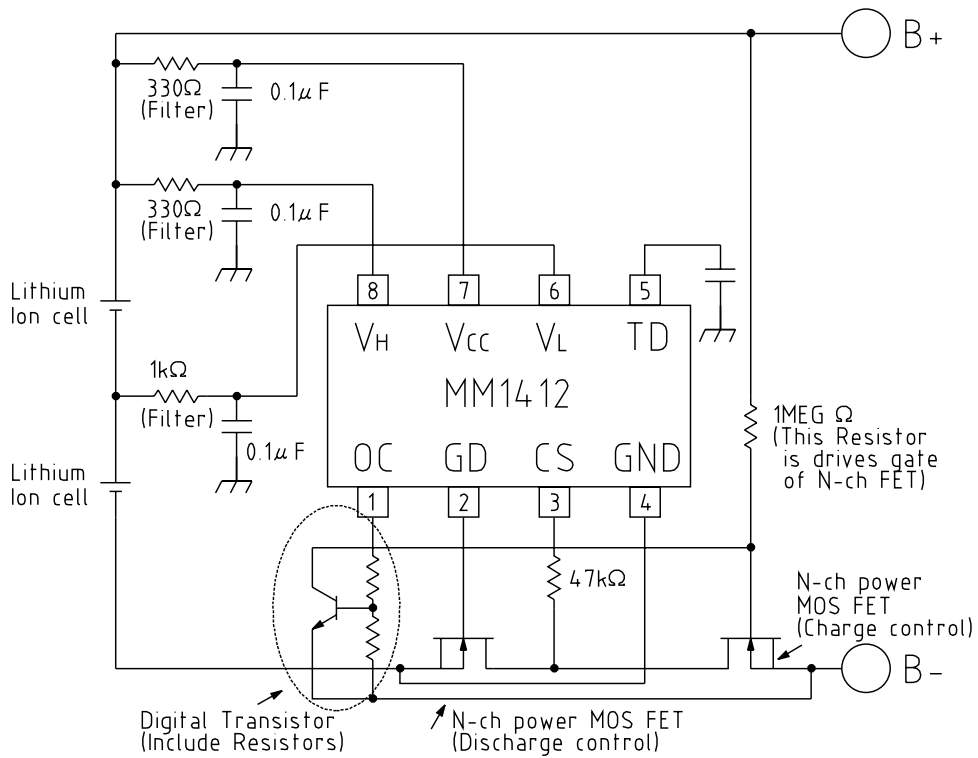 B+
330Ω
(Filter)
0.1μF
330Ω
(Filter)
0.1μF
Lithium
Ion cell
8
7
6
5
VH
VCC
VL
TD
MM1412
1kΩ
(Filter)
0.1μF
1MEG Ω
(This Resistor
is drives gate
of N-ch FET)
OC
GD
CS
GND
Lithium
Ion cell
1
2
3
4
47kΩ
N-ch power
MOS FET
(Charge control)
B-
Digital Transistor
(Include Resistors)
N-ch power MOS FET
(Discharge control)